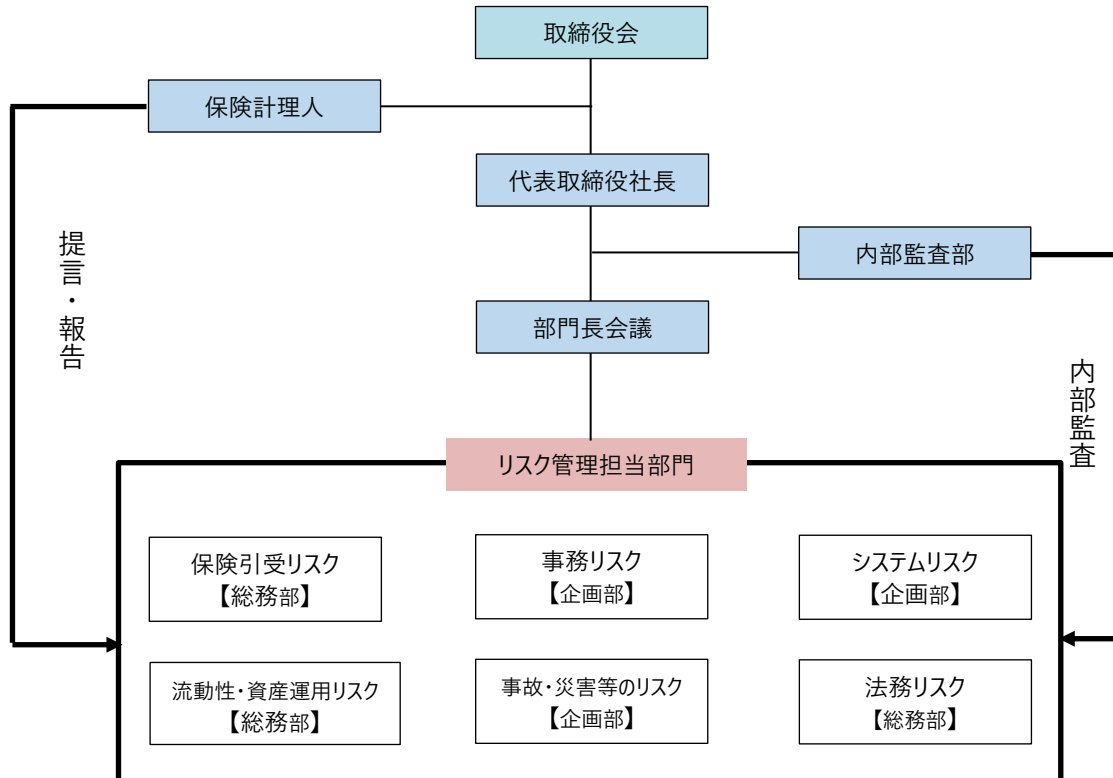 取締役会
保険計理人
代表取締役社長
内部監査部
部門長会議
提言・報告
内部監査
リスク管理担当部門
保険引受リスク
【総務部】
事務リスク
【企画部】
システムリスク
【企画部】
流動性・資産運用リスク
【総務部】
事故・災害等のリスク
【企画部】
法務リスク
【総務部】